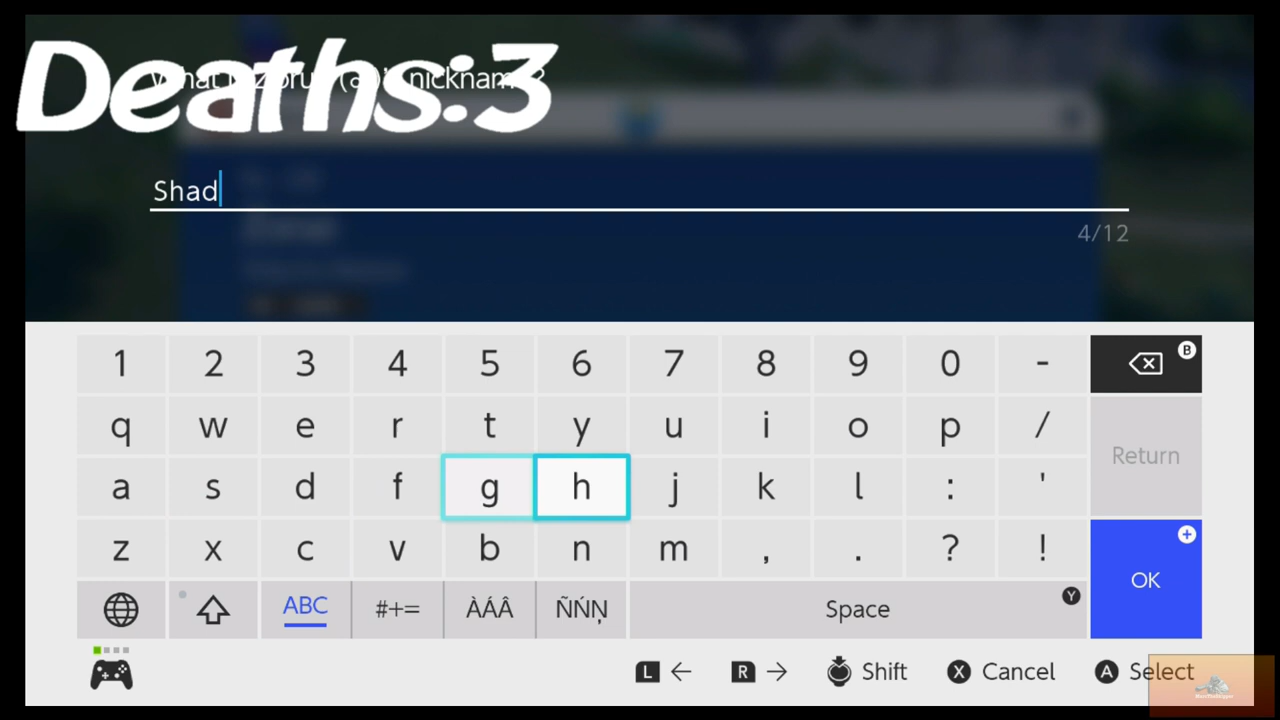 Deaths:3
nickname?
Shad
4/12
1 2 3 4 5 6 7 8 9 0 -
B
q w e r t y u i o p /
Return
a s d f g h j k l : '
z x c v b n m , . ? !
+
OK
ABC #+= ÀÁÂ ÑŃŅ Space Y
L ← R → Shift X Cancel A Select